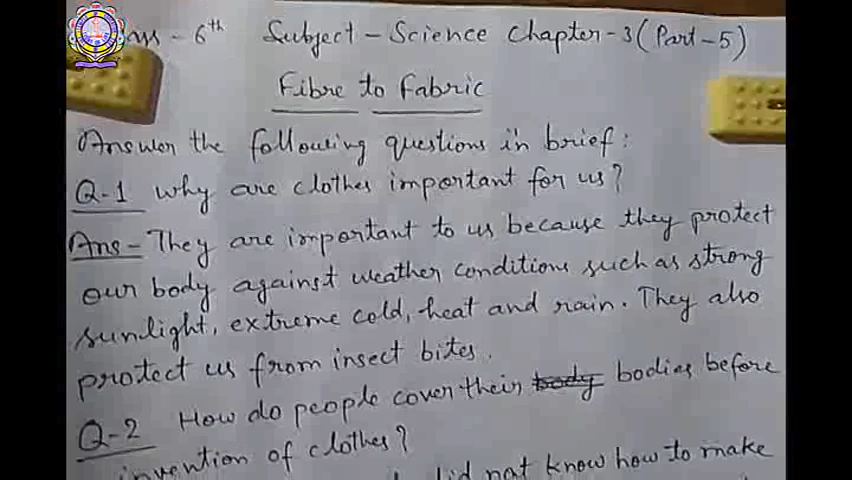 - 6th Subject - Science Chapter-3 (Part-5)
Fibre to Fabric
Answer the following questions in brief:
Q-1 Why are clothes important for us?
Ans- They are important to us because they protect
our body against weather conditions such as strong
sunlight, extreme cold, heat and rain. They also
protect us from insect bites.
Q-2 How do people cover their body bodies before
invention of clothes?
did not know how to make